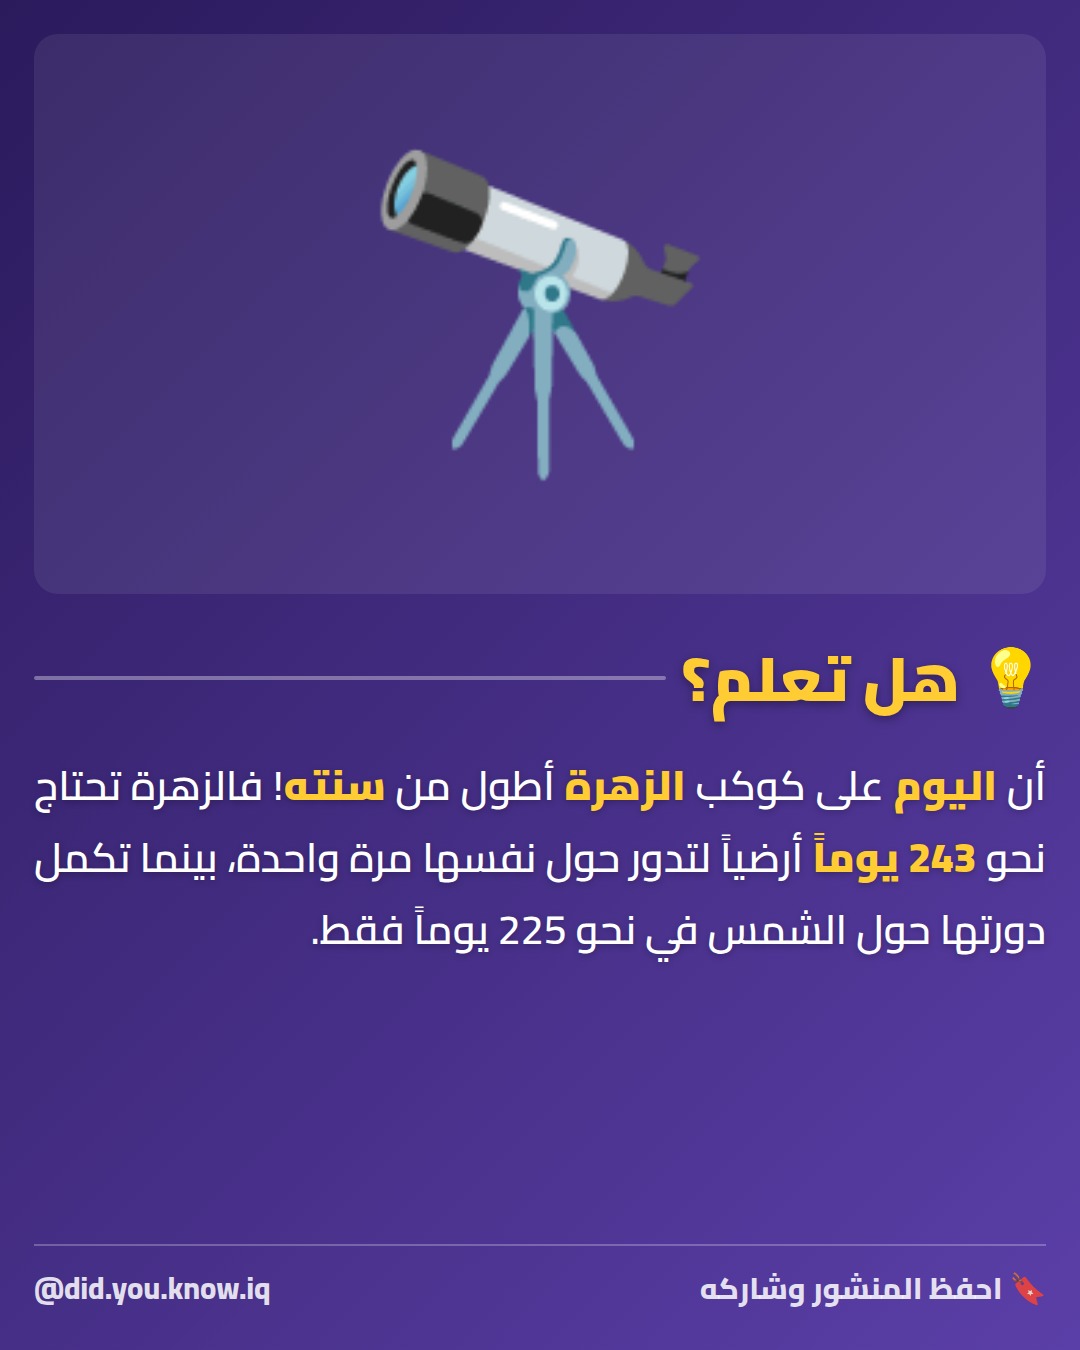 💡 هل تعلم؟
أن اليوم على كوكب الزهرة أطول من سنته! فالزهرة تحتاج
نحو 243 يوماً أرضياً لتدور حول نفسها مرة واحدة، بينما تكمل
دورتها حول الشمس في نحو 225 يوماً فقط.
🔖 احفظ المنشور وشاركه
@did.you.know.iq